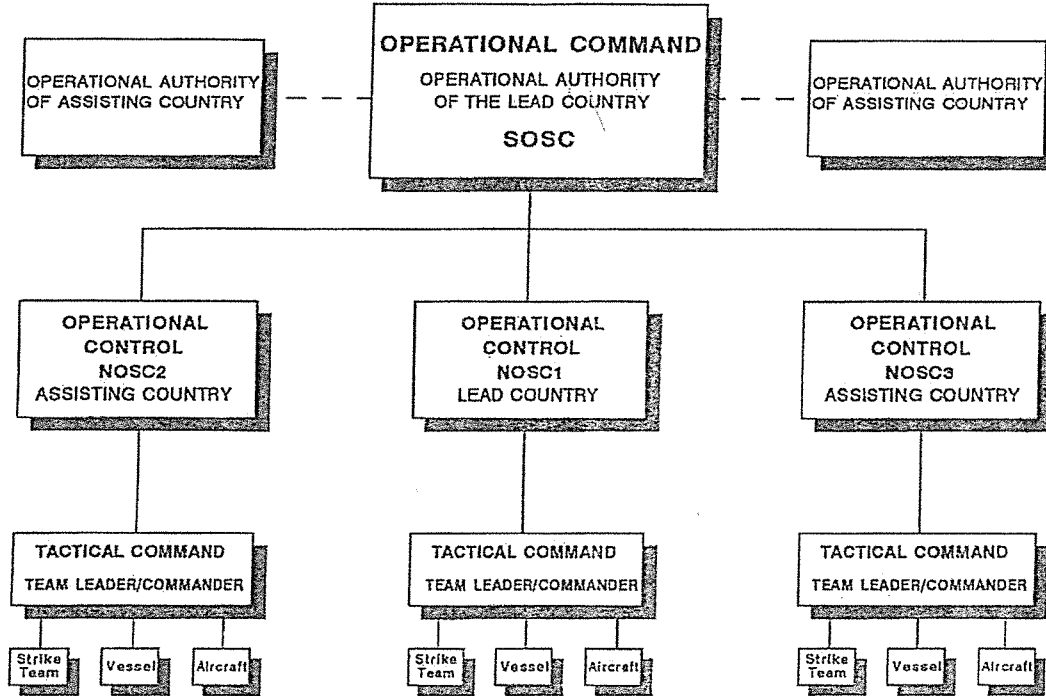 OPERATIONAL COMMAND
OPERATIONAL AUTHORITY
OF THE LEAD COUNTRY
SOSC
OPERATIONAL AUTHORITY
OF ASSISTING COUNTRY
OPERATIONAL AUTHORITY
OF ASSISTING COUNTRY
OPERATIONAL
CONTROL
NOSC2
ASSISTING COUNTRY
OPERATIONAL
CONTROL
NOSC1
LEAD COUNTRY
OPERATIONAL
CONTROL
NOSC3
ASSISTING COUNTRY
TACTICAL COMMAND
TEAM LEADER/COMMANDER
TACTICAL COMMAND
TEAM LEADER/COMMANDER
TACTICAL COMMAND
TEAM LEADER/COMMANDER
Strike
Team
Vessel
Aircraft
Strike
Team
Vessel
Aircraft
Strike
Team
Vessel
Aircraft